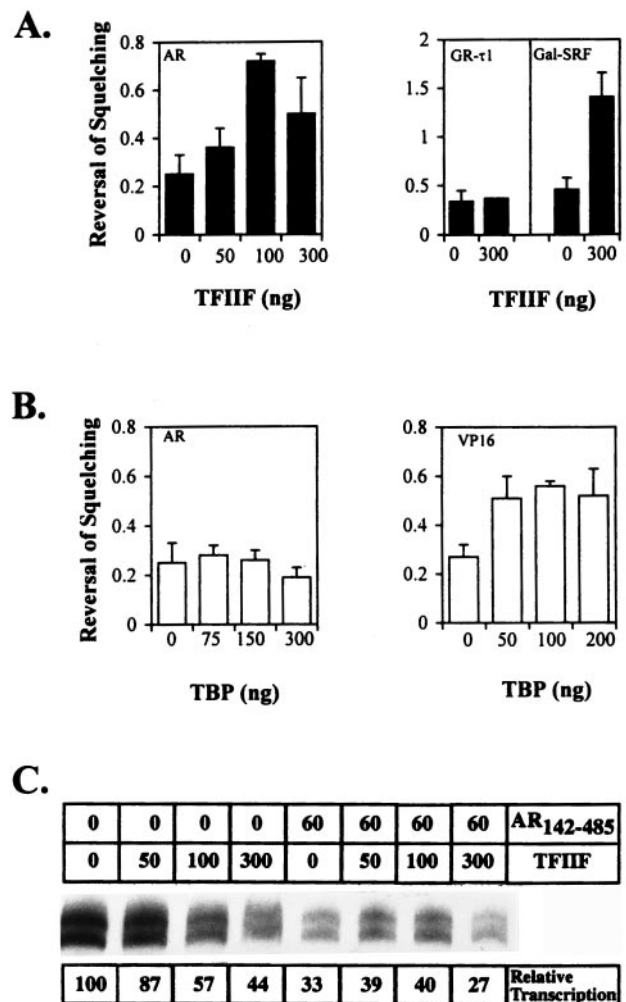 A.
AR
Reversal of Squelching
0.8
0.6
0.4
0.2
0
0 50 100 300
TFIIF (ng)
GR-τ1 Gal-SRF
2
1.5
1
0.5
0
0 300 0 300
TFIIF (ng)
B.
AR
Reversal of Squelching
0.8
0.6
0.4
0.2
0
0 75 150 300
TBP (ng)
VP16
0.8
0.6
0.4
0.2
0
0 50 100 200
TBP (ng)
C.
0 0 0 0 60 60 60 60 AR142-485
0 50 100 300 0 50 100 300 TFIIF
100 87 57 44 33 39 40 27 Relative
Transcription